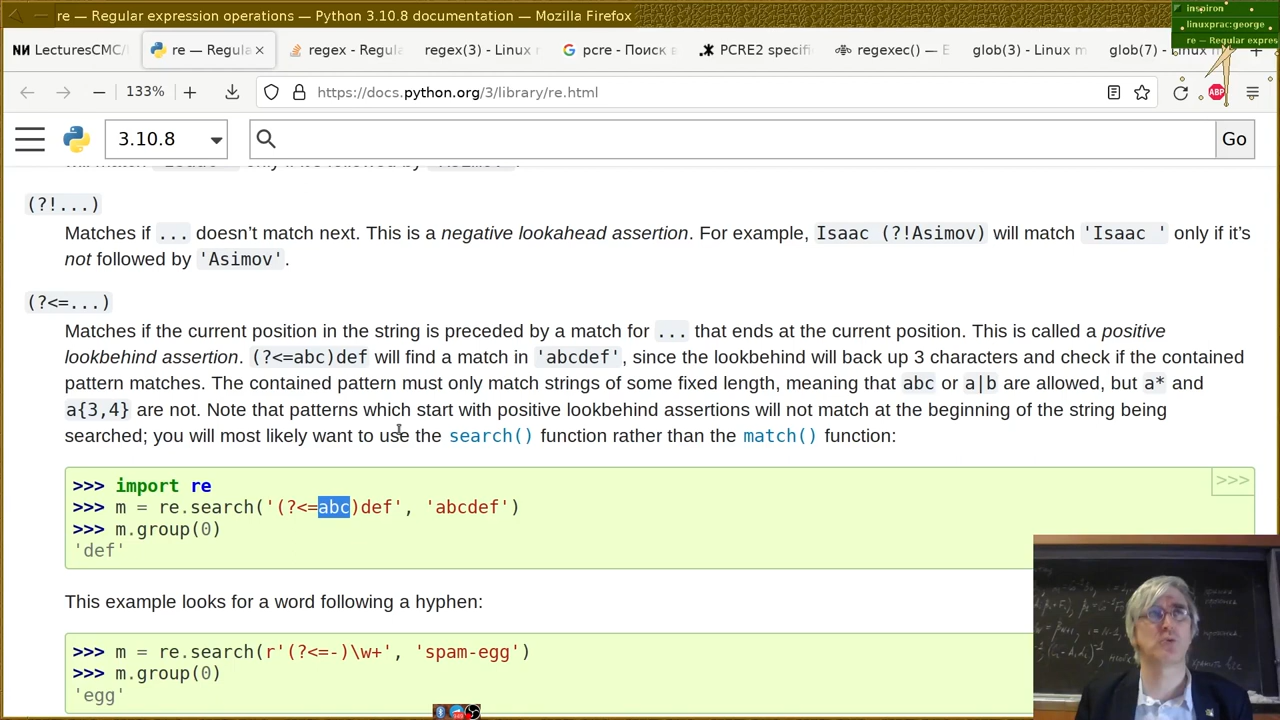 re — Regular expression operations — Python 3.10.8 documentation — Mozilla Firefox
inspiron
linuxprac:george
re — Regular expres
LecturesCMC/
re — Regula
regex - Regula
regex(3) - Linux
pcre - Поиск
PCRE2 specifi
regexec() — 
glob(3) - Linux
glob(7) - Linux
133%
https://docs.python.org/3/library/re.html
ABP
3.10.8
Go
(?!...)
Matches if ... doesn’t match next. This is a negative lookahead assertion. For example, Isaac (?!Asimov) will match 'Isaac ' only if it’s
not followed by 'Asimov'.
(?<=...)
Matches if the current position in the string is preceded by a match for ... that ends at the current position. This is called a positive
lookbehind assertion. (?<=abc)def will find a match in 'abcdef', since the lookbehind will back up 3 characters and check if the contained
pattern matches. The contained pattern must only match strings of some fixed length, meaning that abc or a|b are allowed, but a* and
a{3,4} are not. Note that patterns which start with positive lookbehind assertions will not match at the beginning of the string being
searched; you will most likely want to use the search() function rather than the match() function:
>>>
>>> import re
>>> m = re.search('(?<=abc)def', 'abcdef')
>>> m.group(0)
'def'
This example looks for a word following a hyphen:
>>> m = re.search(r'(?<=-)\w+', 'spam-egg')
>>> m.group(0)
'egg'